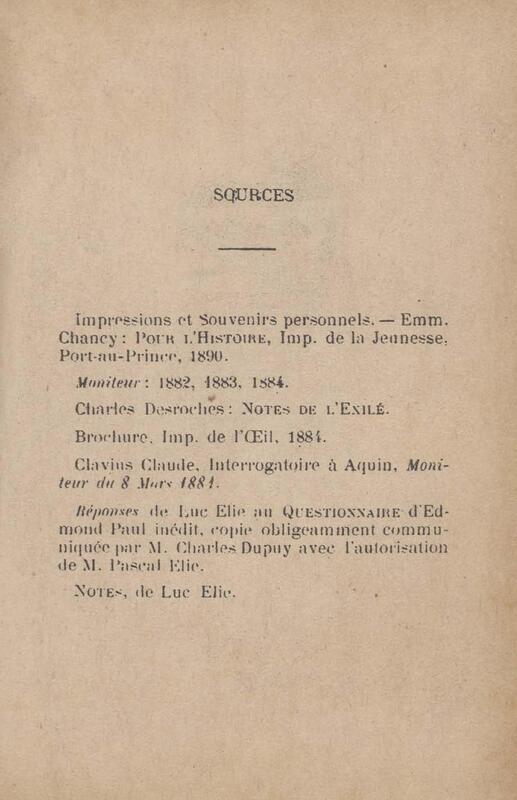 SOURCES
Impressions et Souvenirs personnels. — Emm.
Chancy : POUR L'HISTOIRE, Imp. de la Jeunesse,
Port-au-Prince, 1890.
Moniteur : 1882, 1883, 1884.
Charles Desroches : NOTES DE L'EXILÉ.
Brochure, Imp. de l'Œil, 1884.
Clavius Claude, Interrogatoire à Aquin, Moni-
teur du 8 Mars 1884.
Réponses de Luc Elie au QUESTIONNAIRE d'Ed-
mond Paul inédit, copie obligeamment commu-
niquée par M. Charles Dupuy avec l'autorisation
de M. Pascal Elie.
NOTES, de Luc Elie.